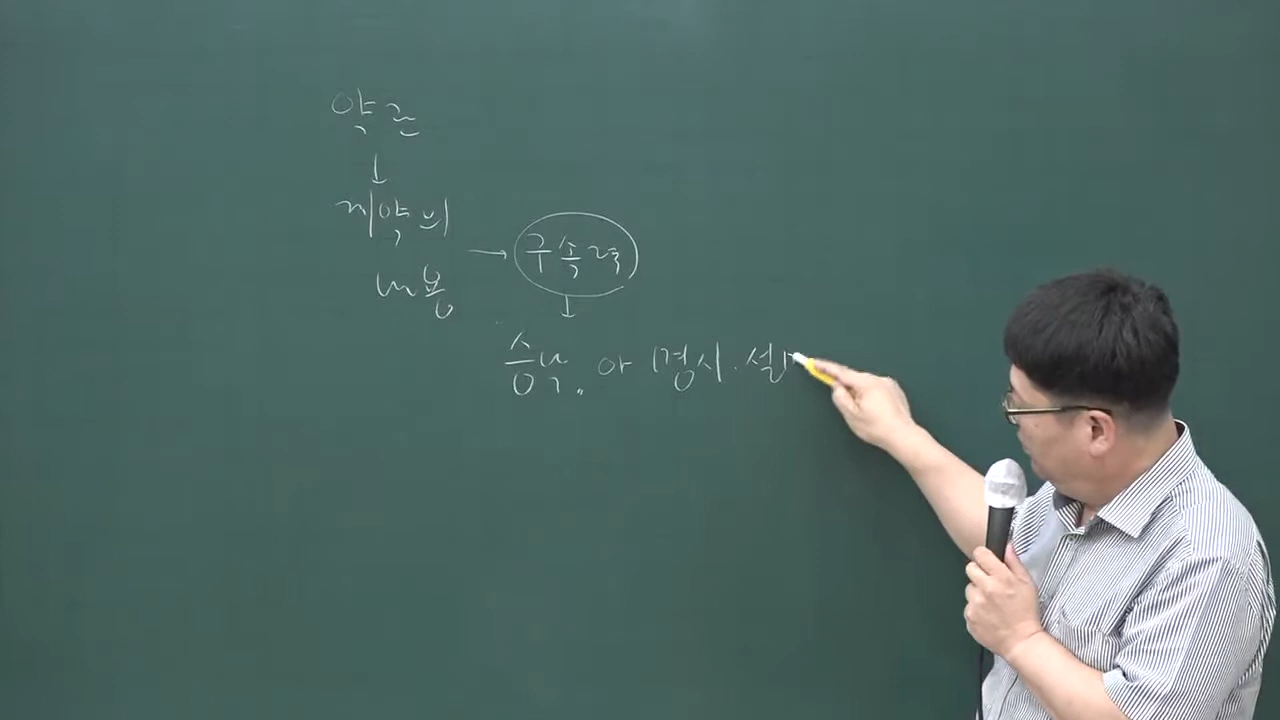 약관
↓
계약의 → 구속력
내용
↓
승낙. 아 명시. 설